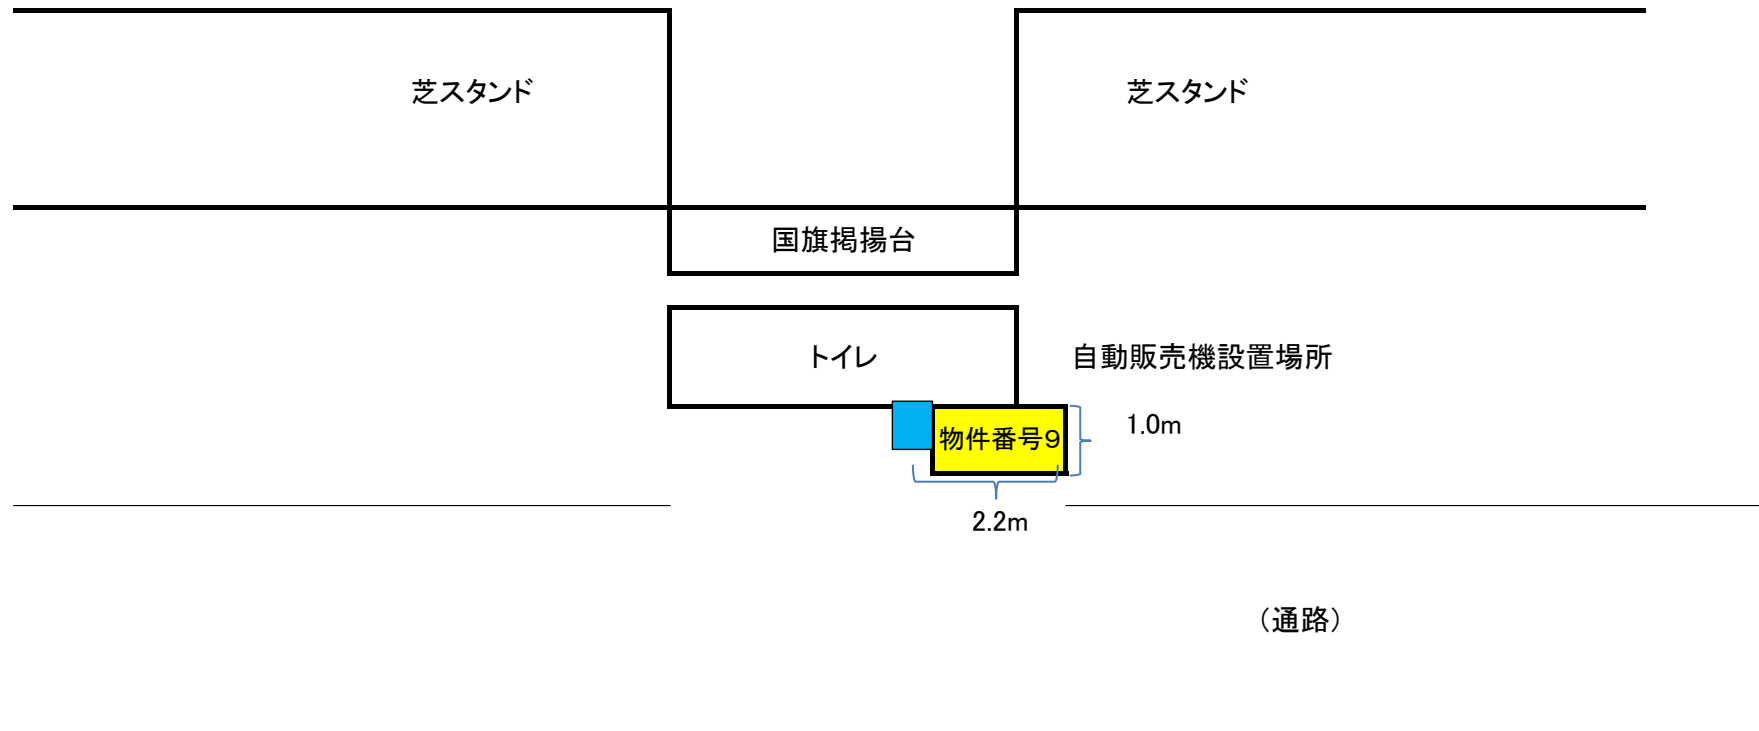 芝スタンド
芝スタンド
国旗掲揚台
トイレ
自動販売機設置場所
物件番号９
1.0m
2.2m
（通路）